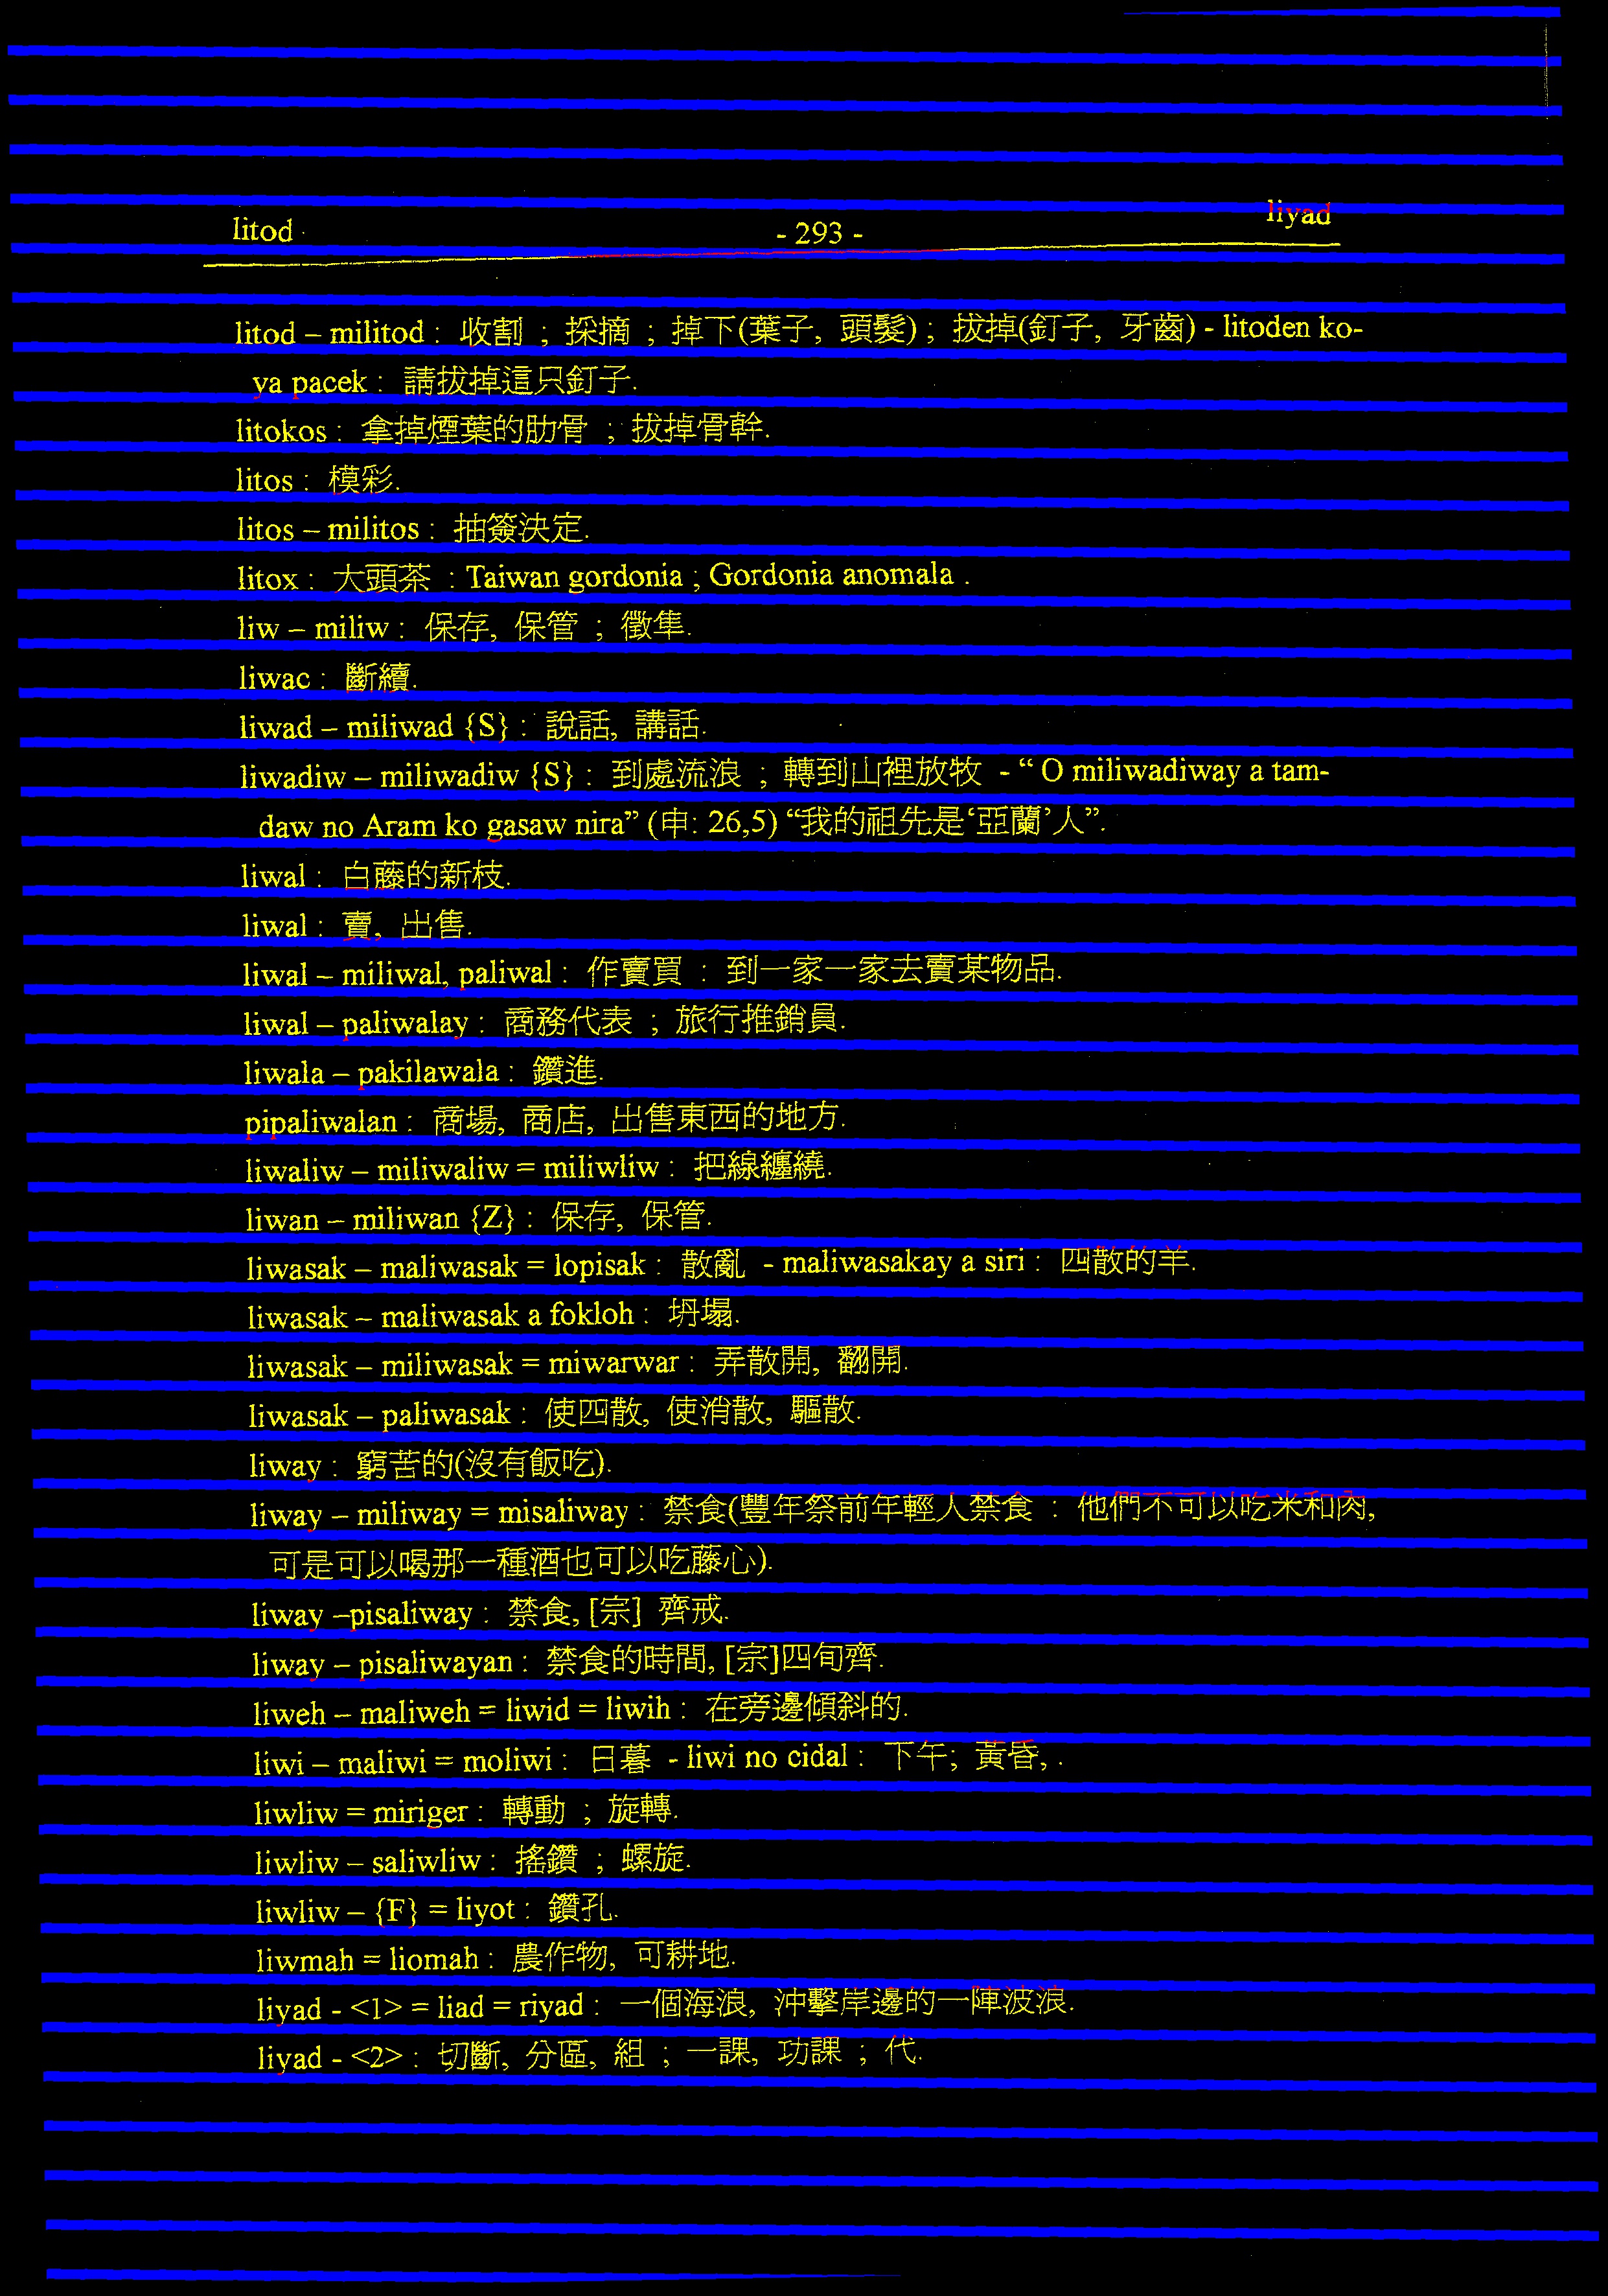 litod
- 293 -
liyad
litod – militod : 收割 ; 採摘 ; 掉下(葉子, 頭髮) ; 拔掉(釘子, 牙齒) - litoden ko-
ya pacek : 請拔掉這只釘子.
litokos : 拿掉煙葉的肋骨 ; 拔掉骨幹.
litos : 模彩.
litos – militos : 抽簽決定.
litox : 大頭茶 : Taiwan gordonia ; Gordonia anomala .
liw – miliw : 保存, 保管 ; 徵隼.
liwac : 斷續.
liwad – miliwad {S} : 說話, 講話.
liwadiw – miliwadiw {S} : 到處流浪 ; 轉到山裡放牧 - “ O miliwadiway a tam-
daw no Aram ko gasaw nira” (申: 26,5) “我的祖先是‘亞蘭’人”.
liwal : 白藤的新枝.
liwal : 賣, 出售.
liwal – miliwal, paliwal : 作賣買 : 到一家一家去賣某物品.
liwal – paliwalay : 商務代表 ; 旅行推銷員.
liwala – pakilawala : 鑽進.
pipaliwalan : 商場, 商店, 出售東西的地方.
liwaliw – miliwaliw = miliwliw : 把線纏繞.
liwan – miliwan {Z} : 保存, 保管.
liwasak – maliwasak = lopisak : 散亂 - maliwasakay a siri : 四散的羊.
liwasak – maliwasak a fokloh : 坍塌.
liwasak – miliwasak = miwarwar : 弄散開, 翻開.
liwasak – paliwasak : 使四散, 使消散, 驅散.
liway : 窮苦的(沒有飯吃).
liway – miliway = misaliway : 禁食(豐年祭前年輕人禁食 : 他們不可以吃米和肉,
可是可以喝那一種酒也可以吃藤心).
liway –pisaliway : 禁食, [宗] 齊戒.
liway – pisaliwayan : 禁食的時間, [宗]四旬齊.
liweh – maliweh = liwid = liwih : 在旁邊傾斜的.
liwi – maliwi = moliwi : 日暮 - liwi no cidal : 下午; 黃昏, .
liwliw = miriger : 轉動 ; 旋轉.
liwliw – saliwliw : 搖鑽 ; 螺旋.
liwliw – {F} = liyot : 鑽孔.
liwmah = liomah : 農作物, 可耕地.
liyad - <1> = liad = riyad : 一個海浪, 沖擊岸邊的一陣波浪.
liyad - <2> : 切斷, 分區, 組 ; 一課, 功課 ; 代.